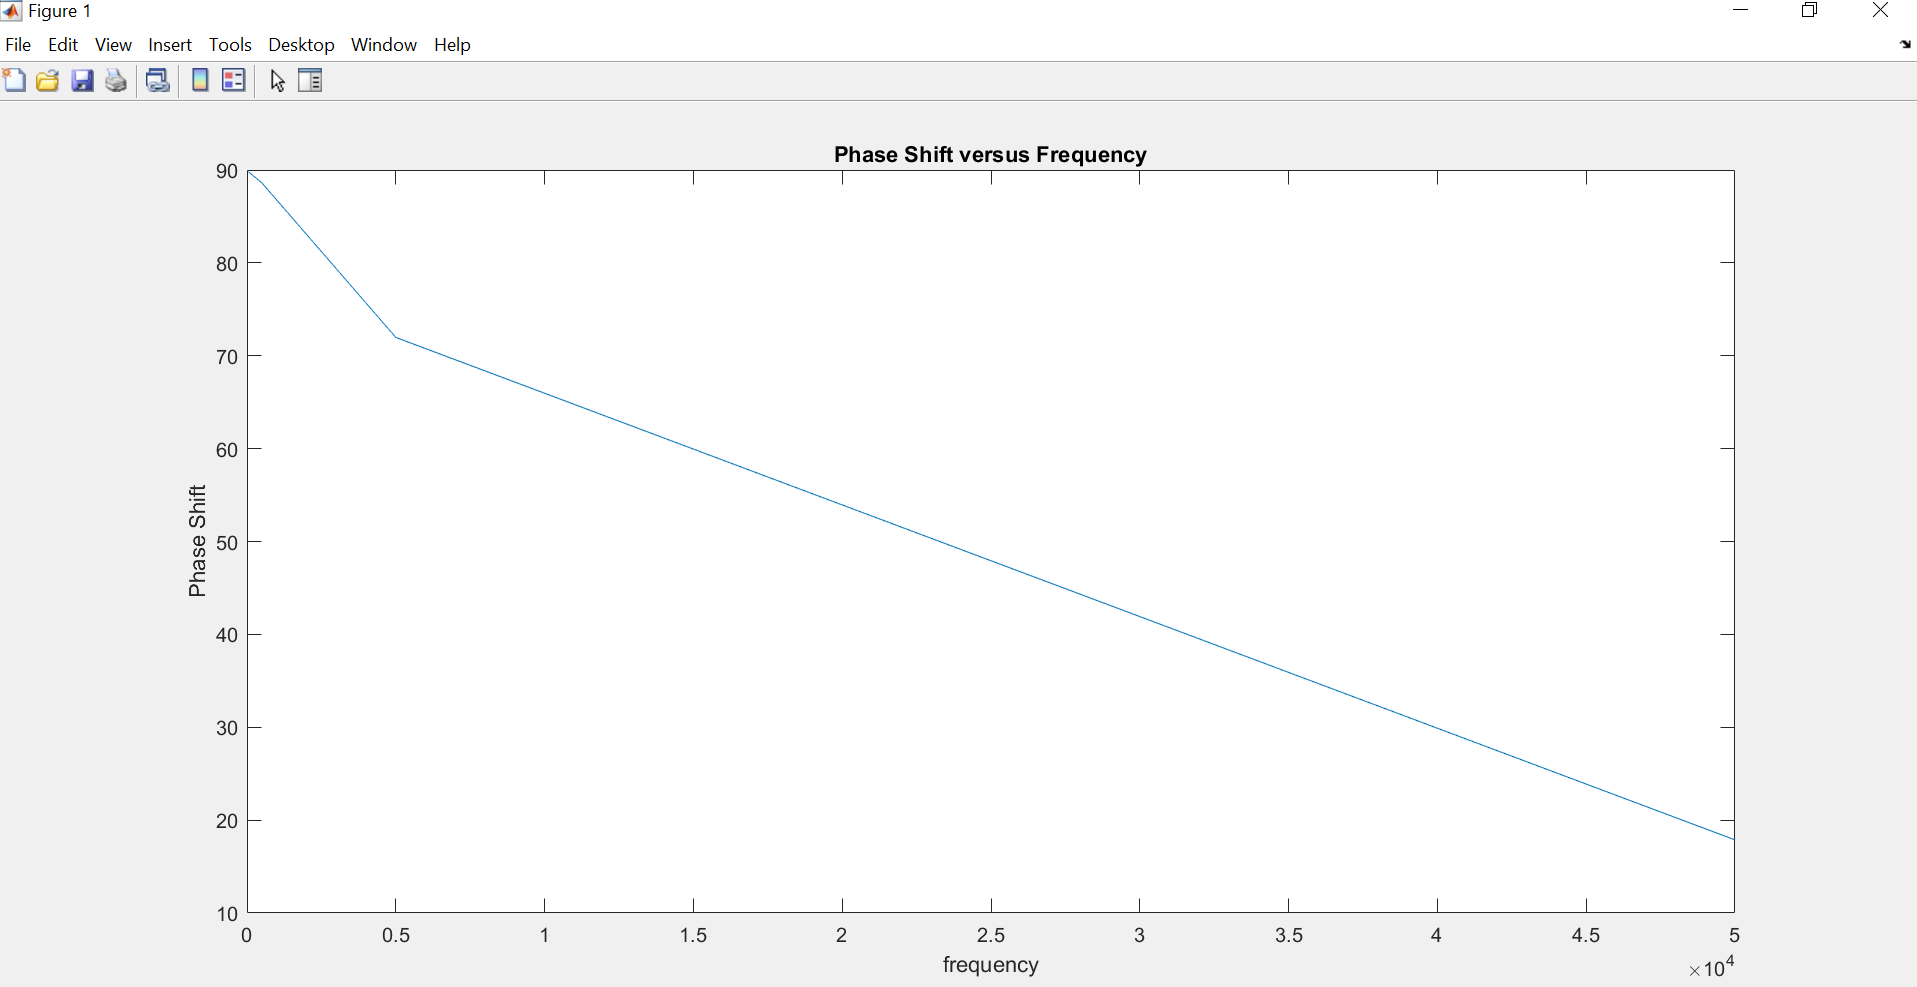 Figure 1
File Edit View Insert Tools Desktop Window Help
Phase Shift versus Frequency
90
80
70
60
50
40
30
20
10
Phase Shift
0 0.5 1 1.5 2 2.5 3 3.5 4 4.5 5
frequency
×10⁴